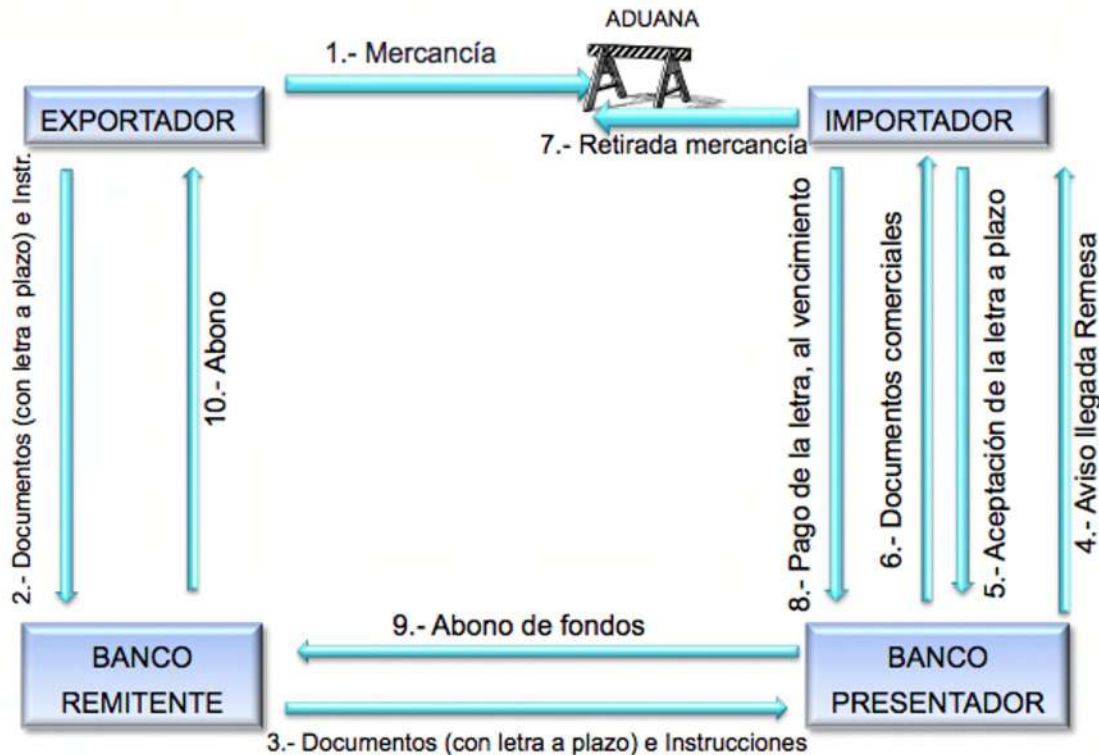 ADUANA
1.- Mercancía
EXPORTADOR
IMPORTADOR
7.- Retirada mercancía
2.- Documentos (con letra a plazo) e Instr.
10.- Abono
8.- Pago de la letra, al vencimiento
6.- Documentos comerciales
5.- Aceptación de la letra a plazo
4.- Aviso llegada Remesa
9.- Abono de fondos
BANCO
REMITENTE
BANCO
PRESENTADOR
3.- Documentos (con letra a plazo) e Instrucciones